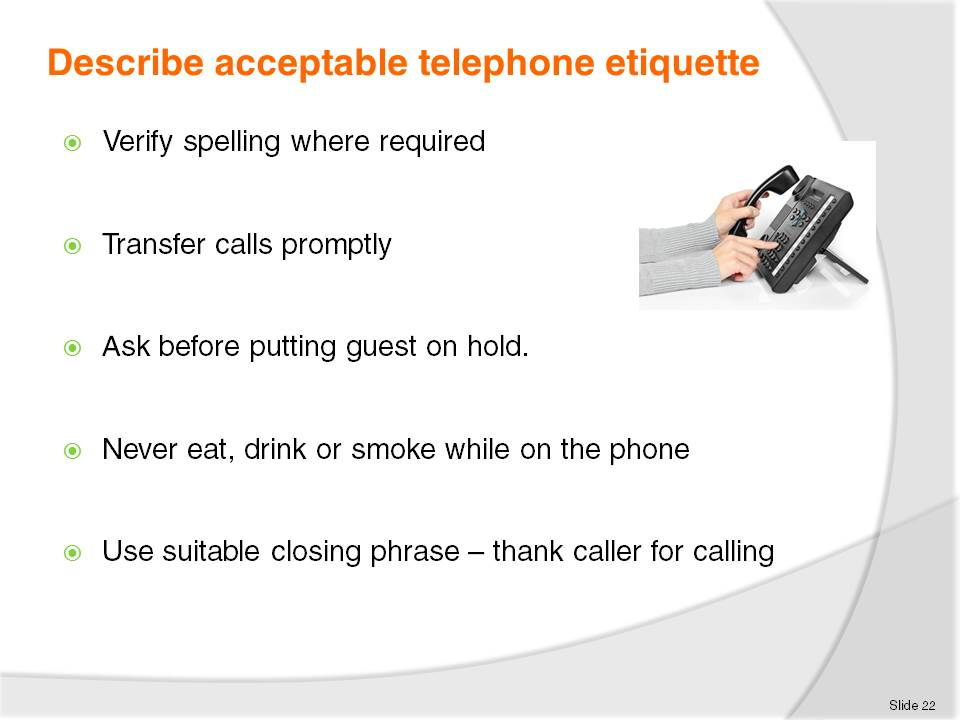 Describe acceptable telephone etiquette
Verify spelling where required
Transfer calls promptly
Ask before putting guest on hold.
Never eat, drink or smoke while on the phone
Use suitable closing phrase – thank caller for calling
Slide 22